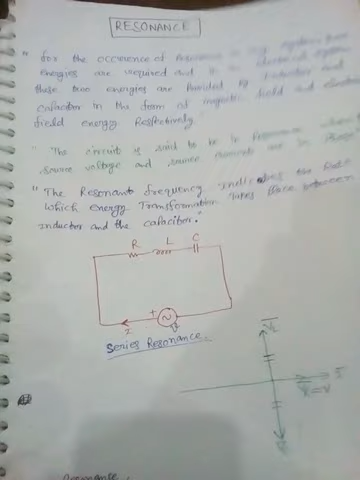 RESONANCE
" for the occurence of Resonance in any system two
energies are required and in an electrical system
these two energies are Provided by Inductor and
Capacitor in the form of magnetic field and electric
field energy Respectively
" The circuit is said to be in Resonance when
source voltage and source current are in Phase
" The Resonant frequency indicates the Rate
which energy Transformation Takes Place between
inductor and the capacitor."
R L C
+
I
V
Series Resonance.
I